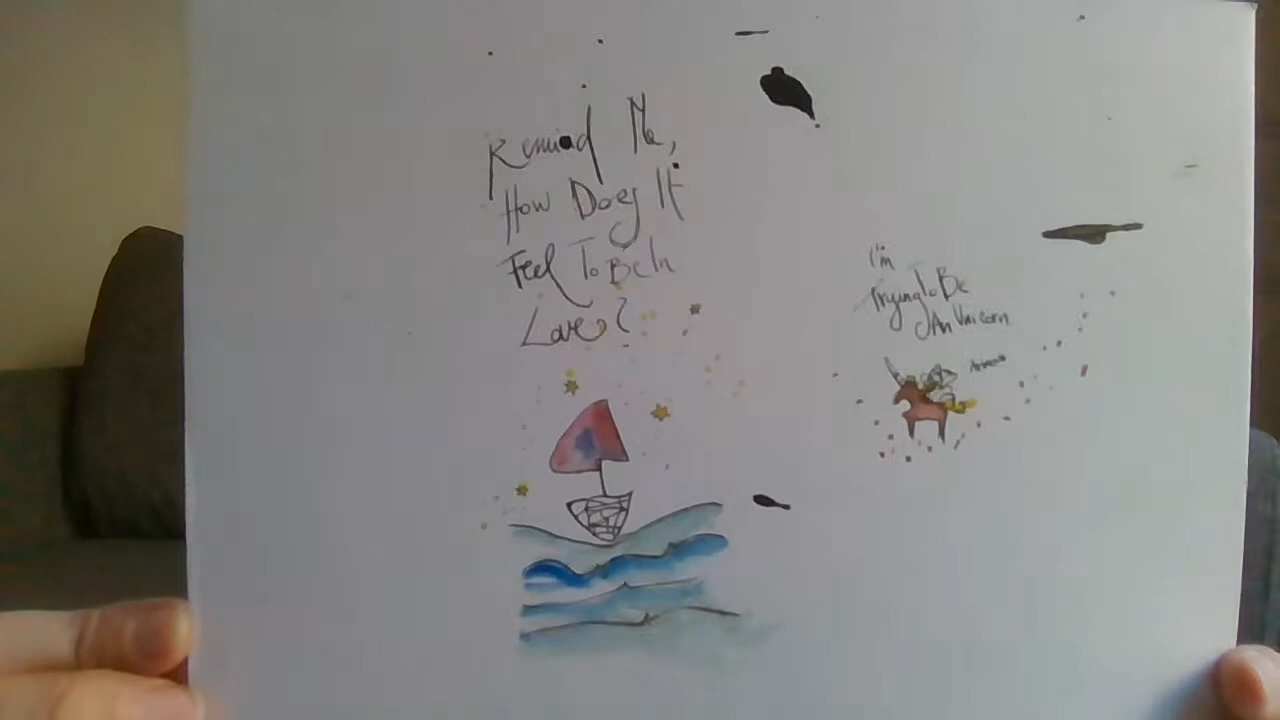 Remind Me,
How Does It
Feel To Be In
Love?
I'm
Trying To Be
An Unicorn